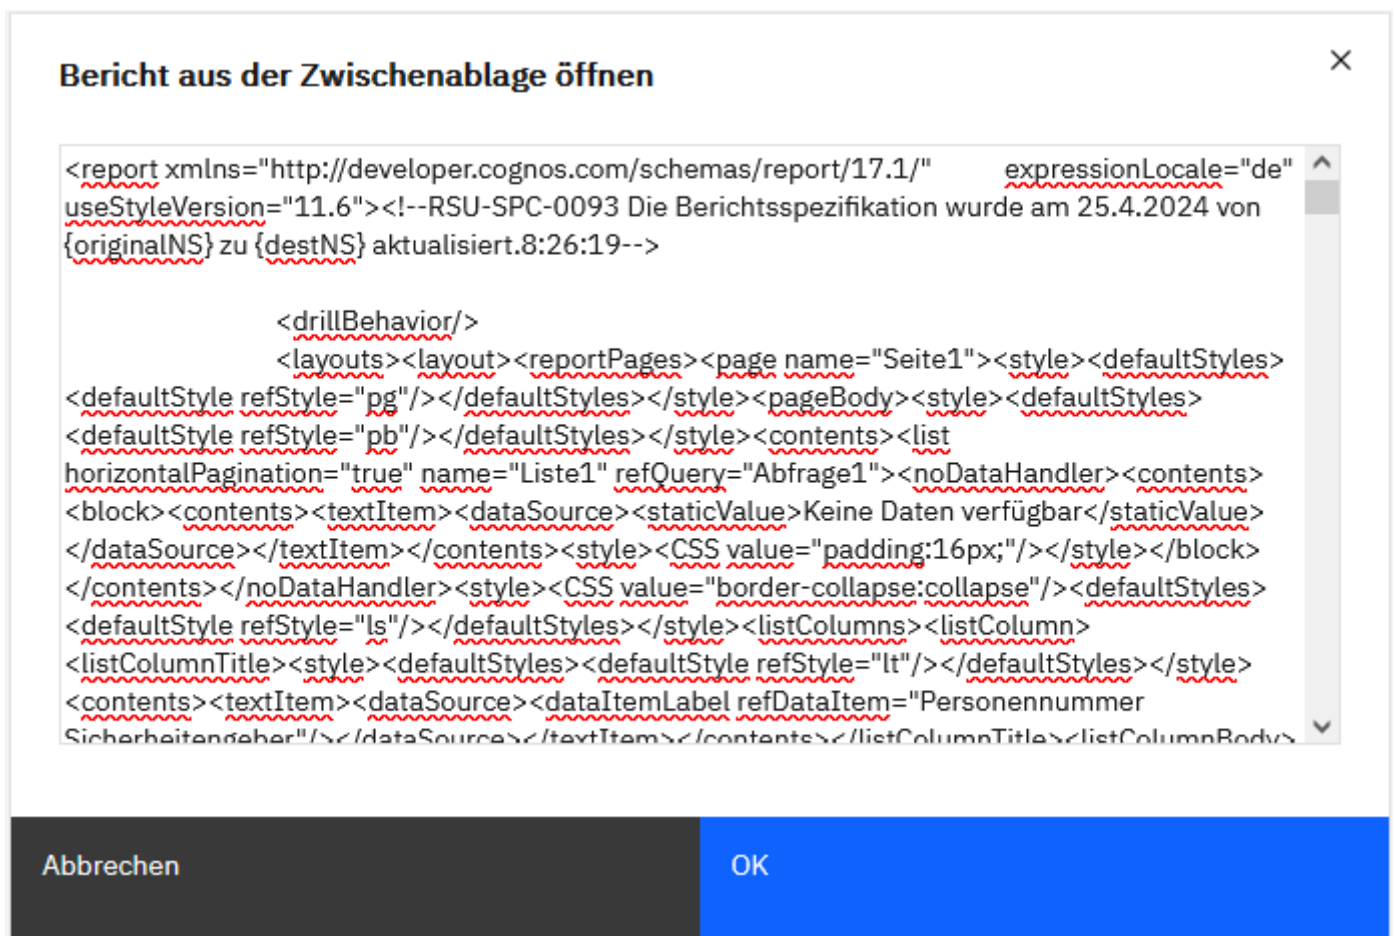 Bericht aus der Zwischenablage öffnen
<report xmlns="http://developer.cognos.com/schemas/report/17.1/" expressionLocale="de"
useStyleVersion="11.6"><!--RSU-SPC-0093 Die Berichtsspezifikation wurde am 25.4.2024 von
{originalNS} zu {destNS} aktualisiert.8:26:19-->
<drillBehavior/>
<layouts><layout><reportPages><page name="Seite1"><style><defaultStyles>
<defaultStyle refStyle="pg"/></defaultStyles></style><pageBody><style><defaultStyles>
<defaultStyle refStyle="pb"/></defaultStyles></style><contents><list
horizontalPagination="true" name="Liste1" refQuery="Abfrage1"><noDataHandler><contents>
<block><contents><textItem><dataSource><staticValue>Keine Daten verfügbar</staticValue>
</dataSource></textItem></contents><style><CSS value="padding:16px;"/></style></block>
</contents></noDataHandler><style><CSS value="border-collapse:collapse"/><defaultStyles>
<defaultStyle refStyle="ls"/></defaultStyles></style><listColumns><listColumn>
<listColumnTitle><style><defaultStyles><defaultStyle refStyle="lt"/></defaultStyles></style>
<contents><textItem><dataSource><dataItemLabel refDataItem="Personennummer
Sicherheitengeber"/></dataSource></textItem></contents></listColumnTitle><listColumnBody>
Abbrechen
OK